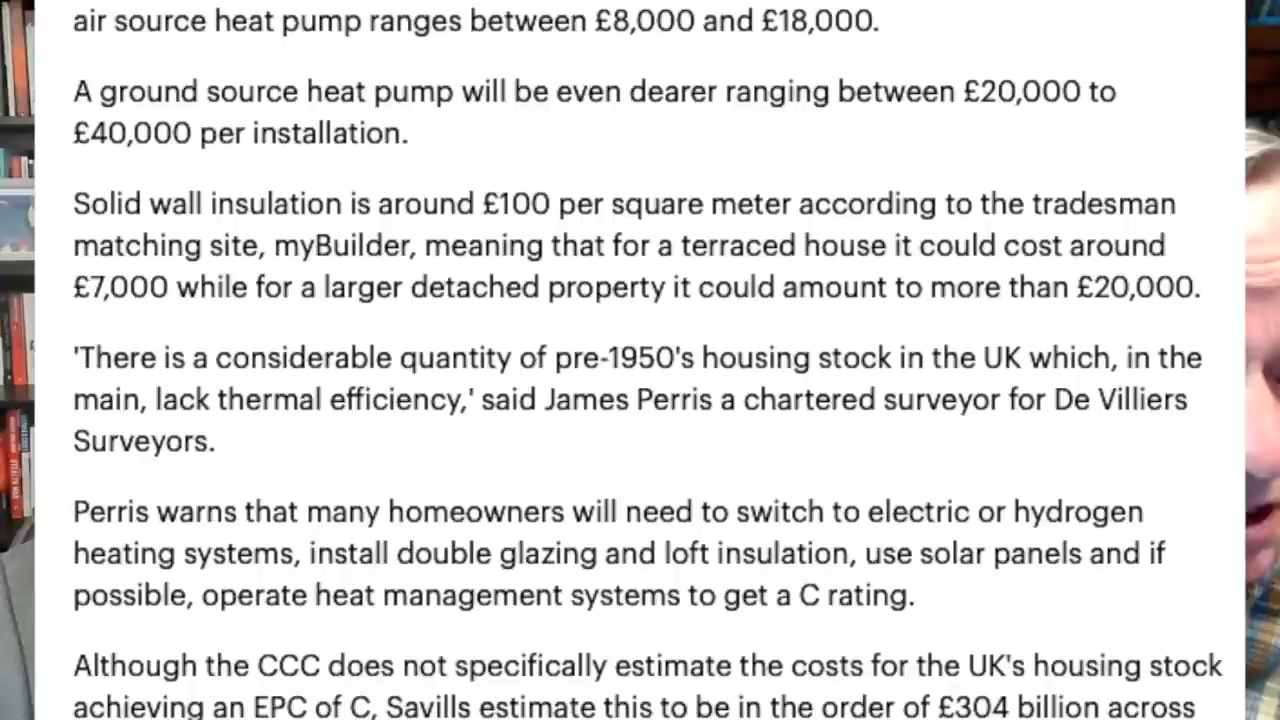 air source heat pump ranges between £8,000 and £18,000.
A ground source heat pump will be even dearer ranging between £20,000 to
£40,000 per installation.
Solid wall insulation is around £100 per square meter according to the tradesman
matching site, myBuilder, meaning that for a terraced house it could cost around
£7,000 while for a larger detached property it could amount to more than £20,000.
'There is a considerable quantity of pre-1950's housing stock in the UK which, in the
main, lack thermal efficiency,' said James Perris a chartered surveyor for De Villiers
Surveyors.
Perris warns that many homeowners will need to switch to electric or hydrogen
heating systems, install double glazing and loft insulation, use solar panels and if
possible, operate heat management systems to get a C rating.
Although the CCC does not specifically estimate the costs for the UK's housing stock
achieving an EPC of C, Savills estimate this to be in the order of £304 billion across